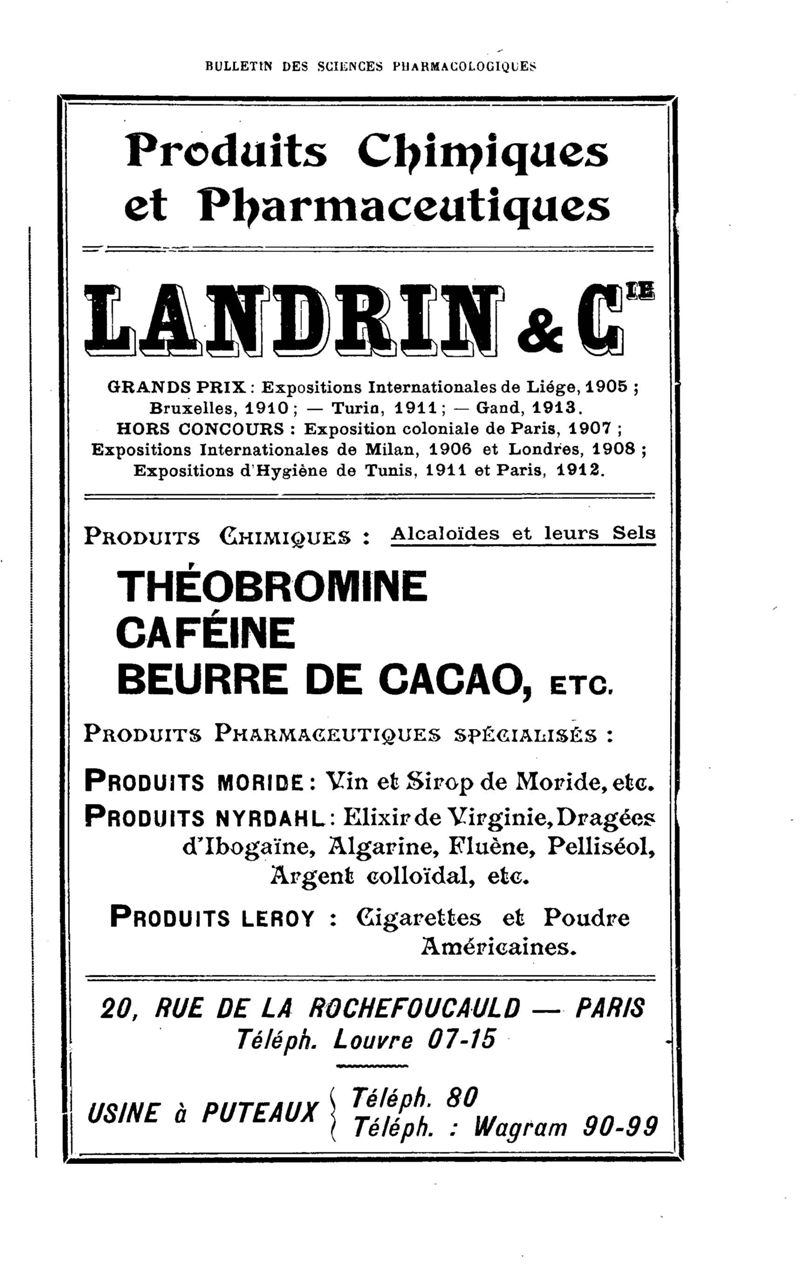 BULLETIN DES SCIENCES PHARMACOLOGIQUES
Produits Chimiques
et Pharmaceutiques
LANDRIN & CIE
GRANDS PRIX : Expositions Internationales de Liége, 1905 ;
Bruxelles, 1910 ; — Turin, 1911 ; — Gand, 1913.
HORS CONCOURS : Exposition coloniale de Paris, 1907 ;
Expositions Internationales de Milan, 1906 et Londres, 1908 ;
Expositions d'Hygiène de Tunis, 1911 et Paris, 1912.
PRODUITS CHIMIQUES : Alcaloïdes et leurs Sels
THÉOBROMINE
CAFÉINE
BEURRE DE CACAO, ETC.
PRODUITS PHARMACEUTIQUES SPÉCIALISÉS :
PRODUITS MORIDE : Vin et Sirop de Moride, etc.
PRODUITS NYRDAHL : Elixir de Virginie, Dragées
d'Ibogaïne, Algarine, Fluène, Pelliséol,
Argent colloïdal, etc.
PRODUITS LEROY : Cigarettes et Poudre
Américaines.
20, RUE DE LA ROCHEFOUCAULD — PARIS
Téléph. Louvre 07-15
USINE à PUTEAUX { Téléph. 80
Téléph. : Wagram 90-99